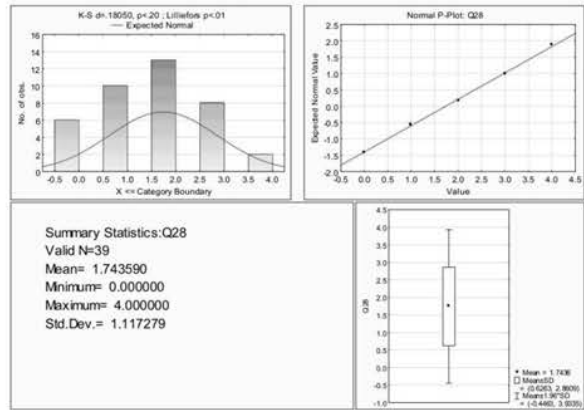 K-S d=.18050, p<.20 ; Lilliefors p<.01
Expected Normal
No. of obs.
16
14
12
10
8
6
4
2
0
-0.5 0.0 0.5 1.0 1.5 2.0 2.5 3.0 3.5 4.0
X <= Category Boundary
Normal P-Plot: Q28
Expected Normal Value
2.5
2.0
1.5
1.0
0.5
0.0
-0.5
-1.0
-1.5
-2.0
-0.5 0.0 0.5 1.0 1.5 2.0 2.5 3.0 3.5 4.0 4.5
Value
Summary Statistics:Q28
Valid N=39
Mean= 1.743590
Minimum= 0.000000
Maximum= 4.000000
Std.Dev.= 1.117279
Q28
4.5
4.0
3.5
3.0
2.5
2.0
1.5
1.0
0.5
0.0
-0.5
-1.0
Mean = 1.7436
Mean±SD
= (0.6263, 2.8609)
Mean±1.96*SD
= (-0.4463, 3.9335)